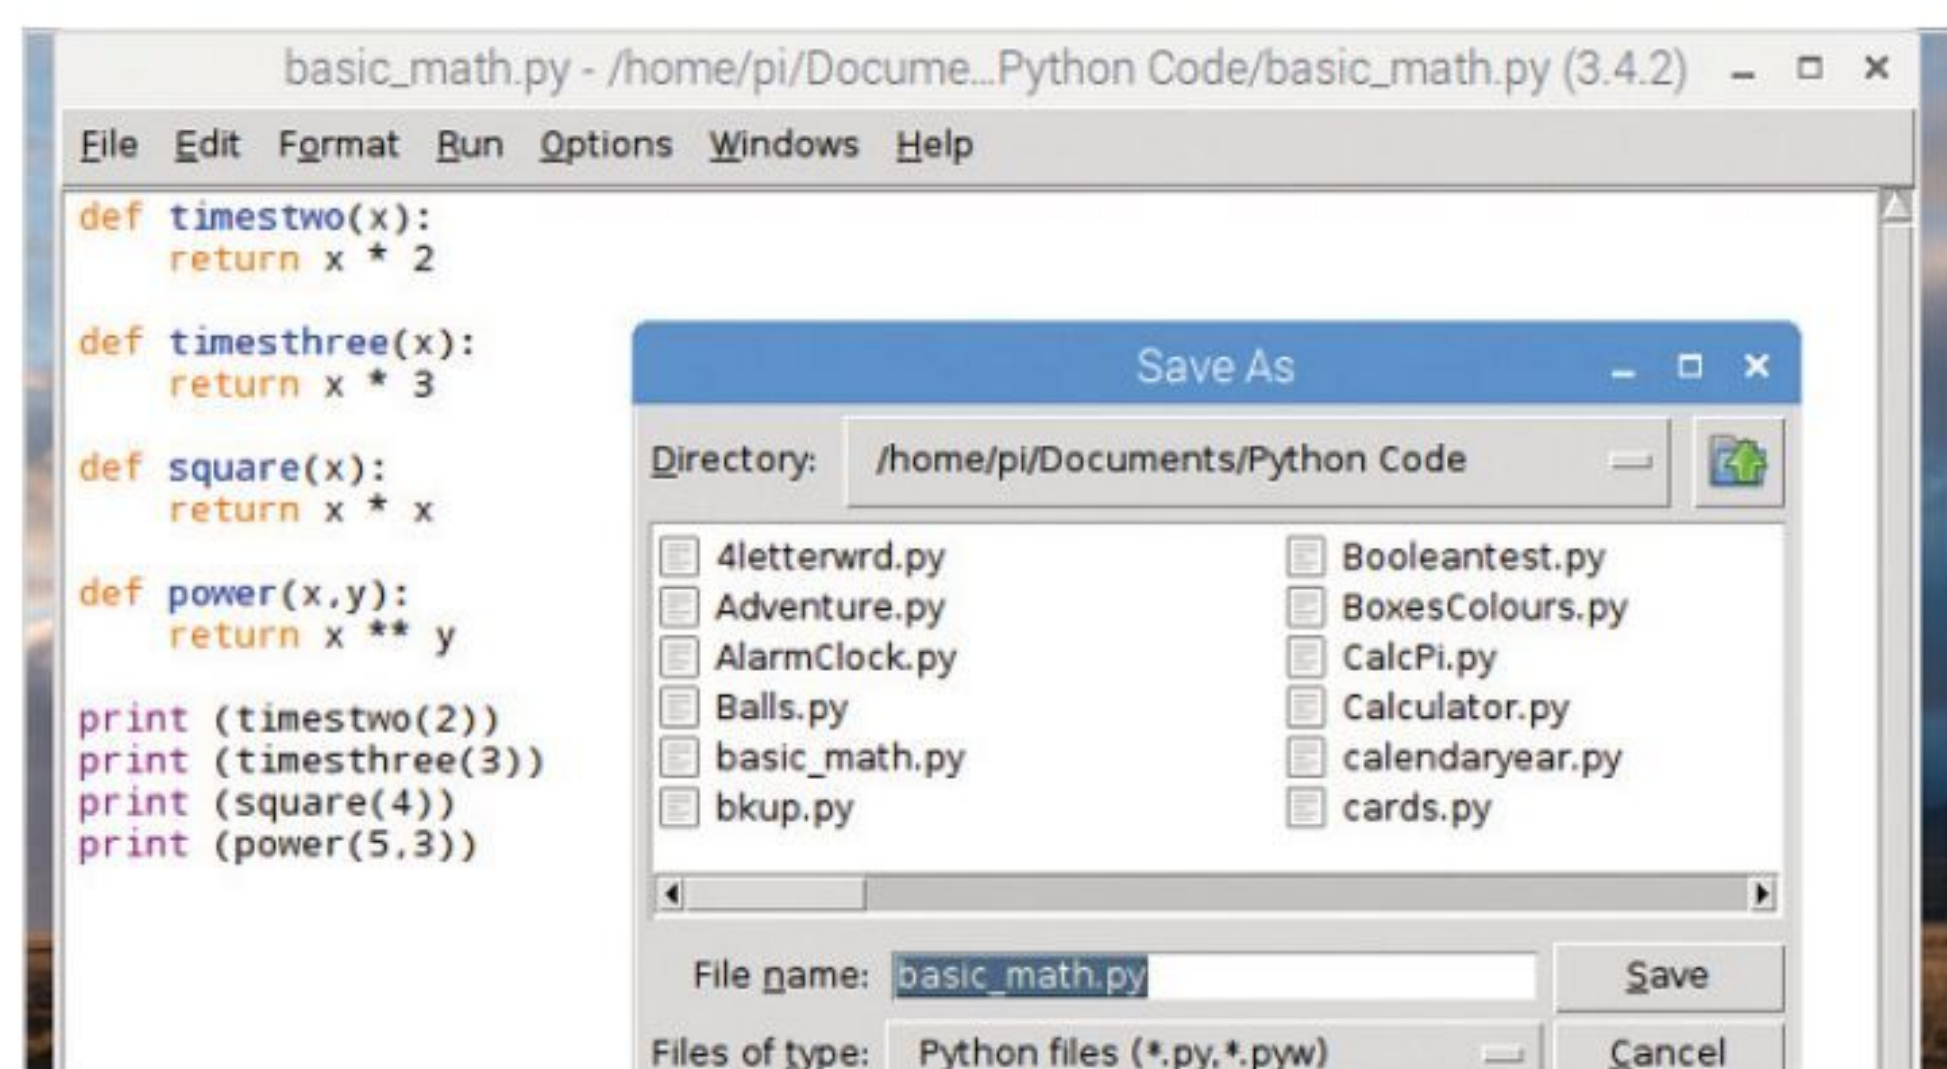 basic_math.py - /home/pi/Docume...Python Code/basic_math.py (3.4.2)
File Edit Format Run Options Windows Help
def timestwo(x):
    return x * 2
def timesthree(x):
    return x * 3
def square(x):
    return x * x
def power(x,y):
    return x ** y
print (timestwo(2))
print (timesthree(3))
print (square(4))
print (power(5,3))
Save As
Directory: /home/pi/Documents/Python Code
4letterwrd.py
Adventure.py
AlarmClock.py
Balls.py
basic_math.py
bkup.py
Booleantest.py
BoxesColours.py
CalcPi.py
Calculator.py
calendaryear.py
cards.py
File name: basic_math.py Save
Files of type: Python files (*.py,*.pyw) Cancel